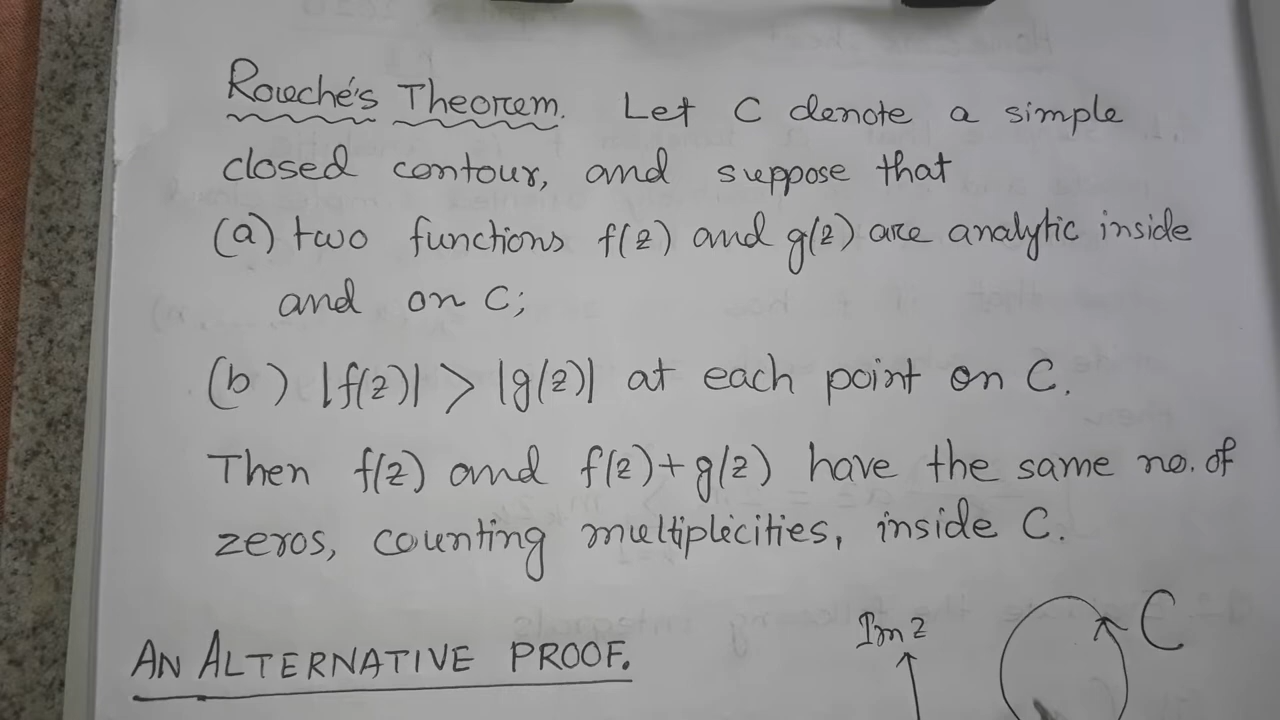 Rouché's Theorem. Let C denote a simple
closed contour, and suppose that
(a) two functions f(z) and g(z) are analytic inside
and on C;
(b) |f(z)| > |g(z)| at each point on C.
Then f(z) and f(z)+g(z) have the same no. of
zeros, counting multiplicities, inside C.
AN ALTERNATIVE PROOF.
Im z
C